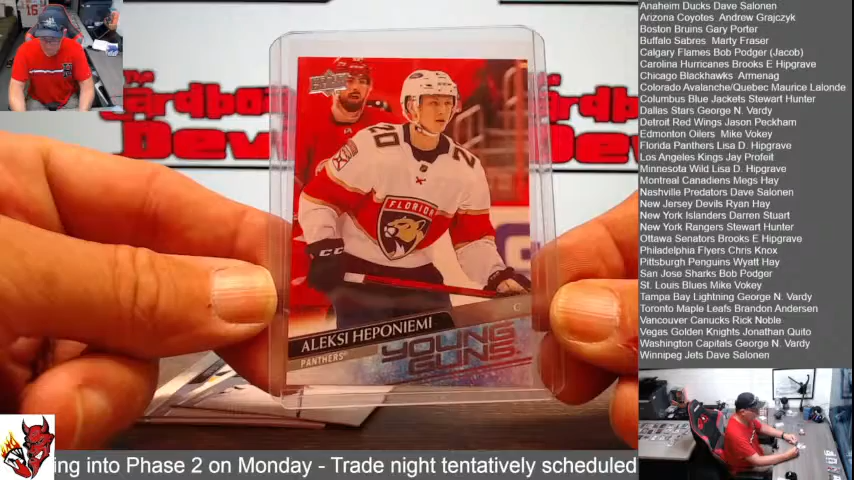 16
The
Cardboa
Devi
The
rdbo
Dev
UPPER DECK
20
20
FLORIDA
CCM
C
ALEKSI HEPONIEMI
PANTHERS
YOUNG
GUNS
Anaheim Ducks Dave Salonen
Arizona Coyotes Andrew Grajczyk
Boston Bruins Gary Porter
Buffalo Sabres Marty Fraser
Calgary Flames Bob Podger (Jacob)
Carolina Hurricanes Brooks E Hipgrave
Chicago Blackhawks Armenag
Colorado Avalanche/Quebec Maurice Lalonde
Columbus Blue Jackets Stewart Hunter
Dallas Stars George N. Vardy
Detroit Red Wings Jason Peckham
Edmonton Oilers Mike Vokey
Florida Panthers Lisa D. Hipgrave
Los Angeles Kings Jay Profeit
Minnesota Wild Lisa D. Hipgrave
Montreal Canadiens Megs Hay
Nashville Predators Dave Salonen
New Jersey Devils Ryan Hay
New York Islanders Darren Stuart
New York Rangers Stewart Hunter
Ottawa Senators Brooks E Hipgrave
Philadelphia Flyers Chris Knox
Pittsburgh Penguins Wyatt Hay
San Jose Sharks Bob Podger
St. Louis Blues Mike Vokey
Tampa Bay Lightning George N. Vardy
Toronto Maple Leafs Brandon Andersen
Vancouver Canucks Rick Noble
Vegas Golden Knights Jonathan Quito
Washington Capitals George N. Vardy
Winnipeg Jets Dave Salonen
ing into Phase 2 on Monday - Trade night tentatively scheduled